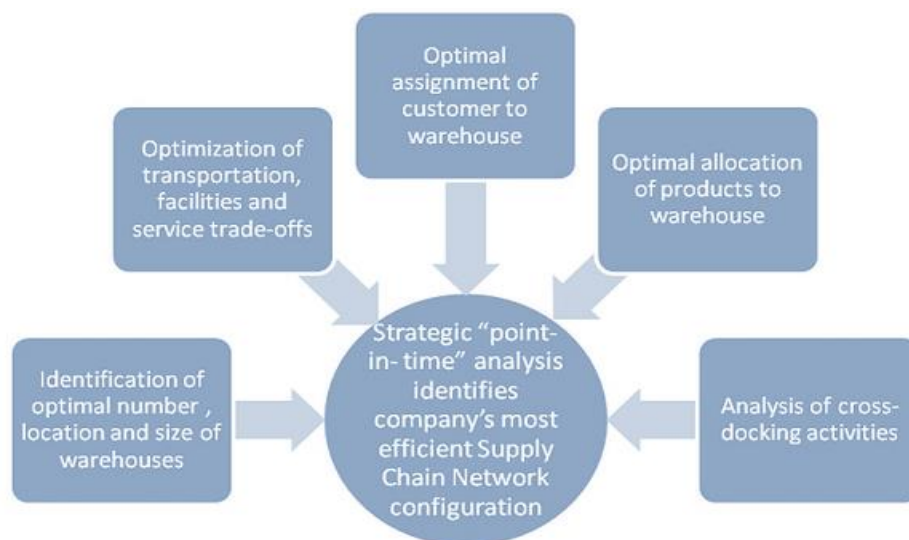 Optimal
assignment of
customer to
warehouse
Optimization of
transportation,
facilities and
service trade-offs
Optimal allocation
of products to
warehouse
Identification of
optimal number ,
location and size of
warehouses
Strategic “point-
in- time” analysis
identifies
company’s most
efficient Supply
Chain Network
configuration
Analysis of cross-
docking activities